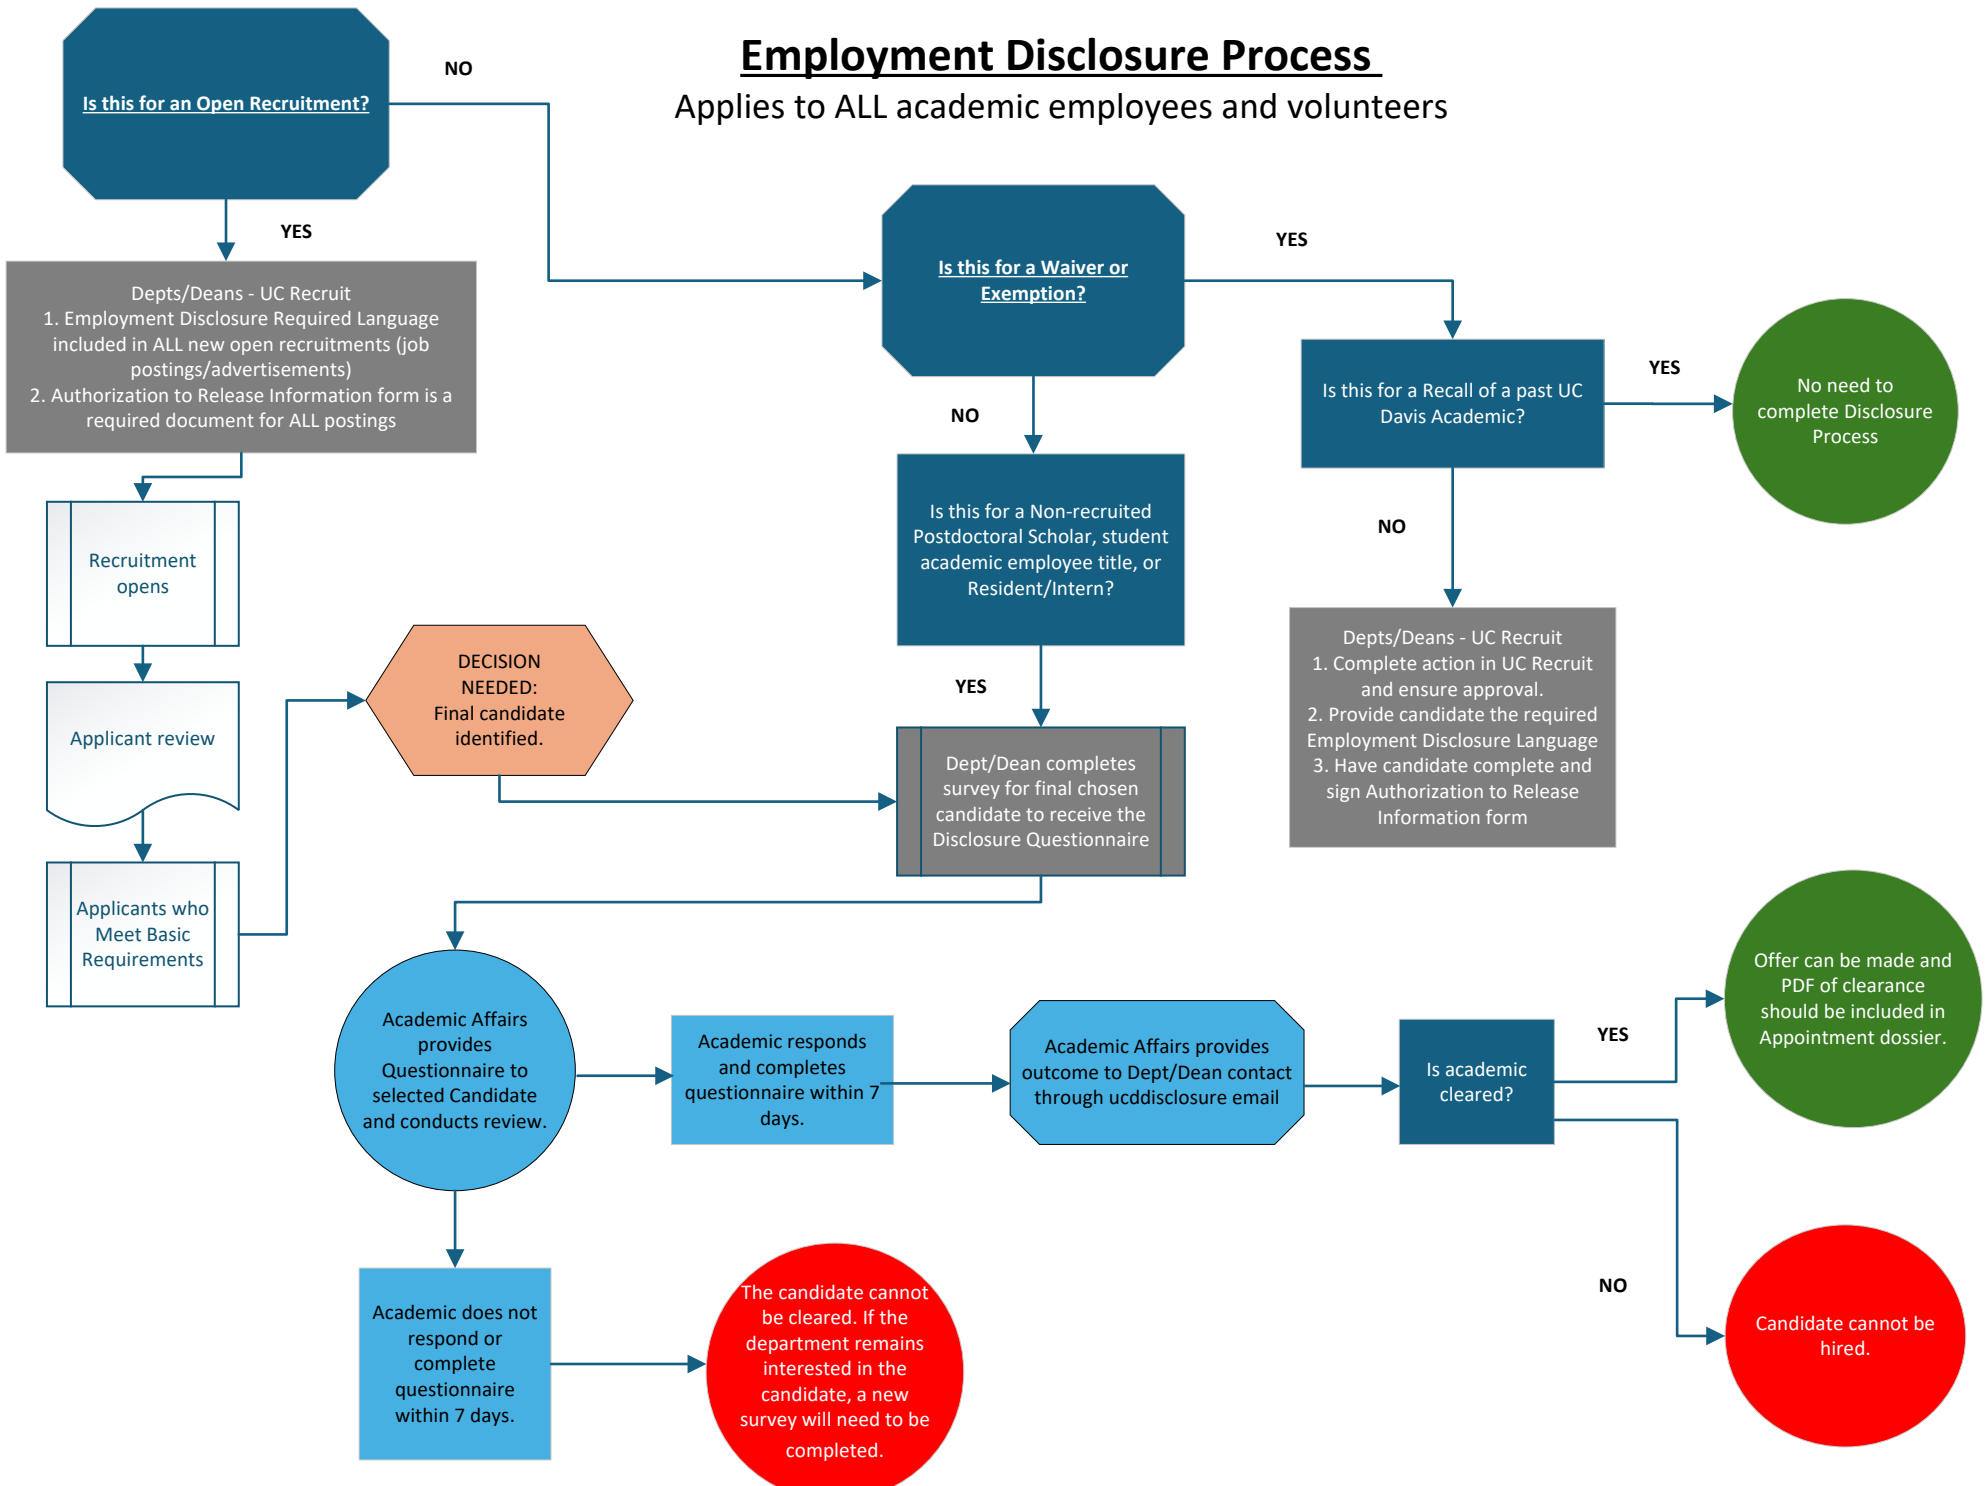 Employment Disclosure Process
Applies to ALL academic employees and volunteers
Is this for an Open Recruitment?
NO
YES
Depts/Deans - UC Recruit
1. Employment Disclosure Required Language
included in ALL new open recruitments (job
postings/advertisements)
2. Authorization to Release Information form is a
required document for ALL postings
Recruitment
opens
Applicant review
Applicants who
Meet Basic
Requirements
DECISION
NEEDED:
Final candidate
identified.
Is this for a Waiver or
Exemption?
YES
NO
Is this for a Recall of a past UC
Davis Academic?
YES
No need to
complete Disclosure
Process
NO
Depts/Deans - UC Recruit
1. Complete action in UC Recruit
and ensure approval.
2. Provide candidate the required
Employment Disclosure Language
3. Have candidate complete and
sign Authorization to Release
Information form
Is this for a Non-recruited
Postdoctoral Scholar, student
academic employee title, or
Resident/Intern?
YES
Dept/Dean completes
survey for final chosen
candidate to receive the
Disclosure Questionnaire
Academic Affairs
provides
Questionnaire to
selected Candidate
and conducts review.
Academic responds
and completes
questionnaire within 7
days.
Academic Affairs provides
outcome to Dept/Dean contact
through ucddisclosure email
Is academic
cleared?
YES
Offer can be made and
PDF of clearance
should be included in
Appointment dossier.
NO
Candidate cannot be
hired.
Academic does not
respond or
complete
questionnaire
within 7 days.
The candidate cannot
be cleared. If the
department remains
interested in the
candidate, a new
survey will need to be
completed.